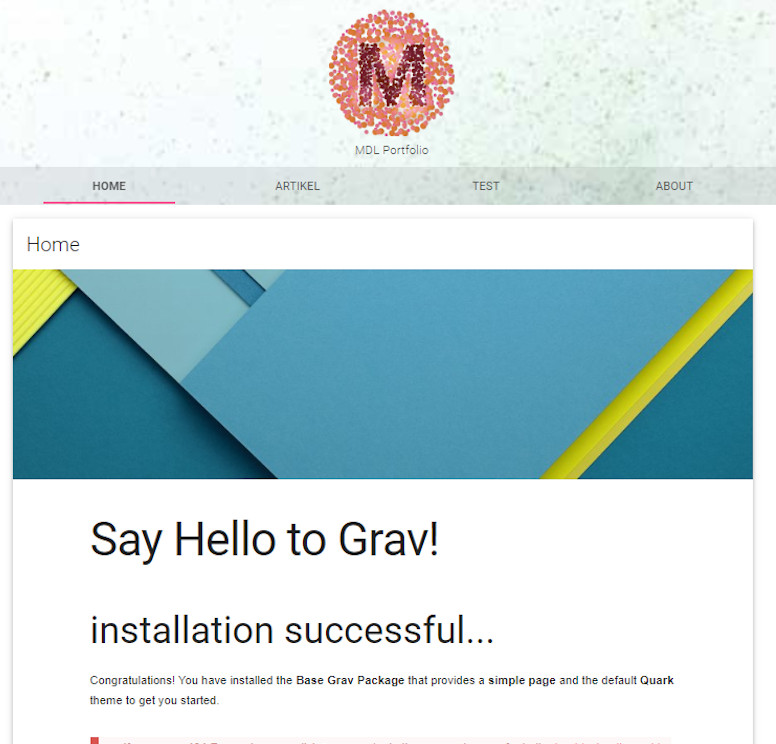 M
MDL Portfolio
HOME ARTIKEL TEST ABOUT
Home
Say Hello to Grav!
installation successful...
Congratulations! You have installed the Base Grav Package that provides a simple page and the default Quark
theme to get you started.